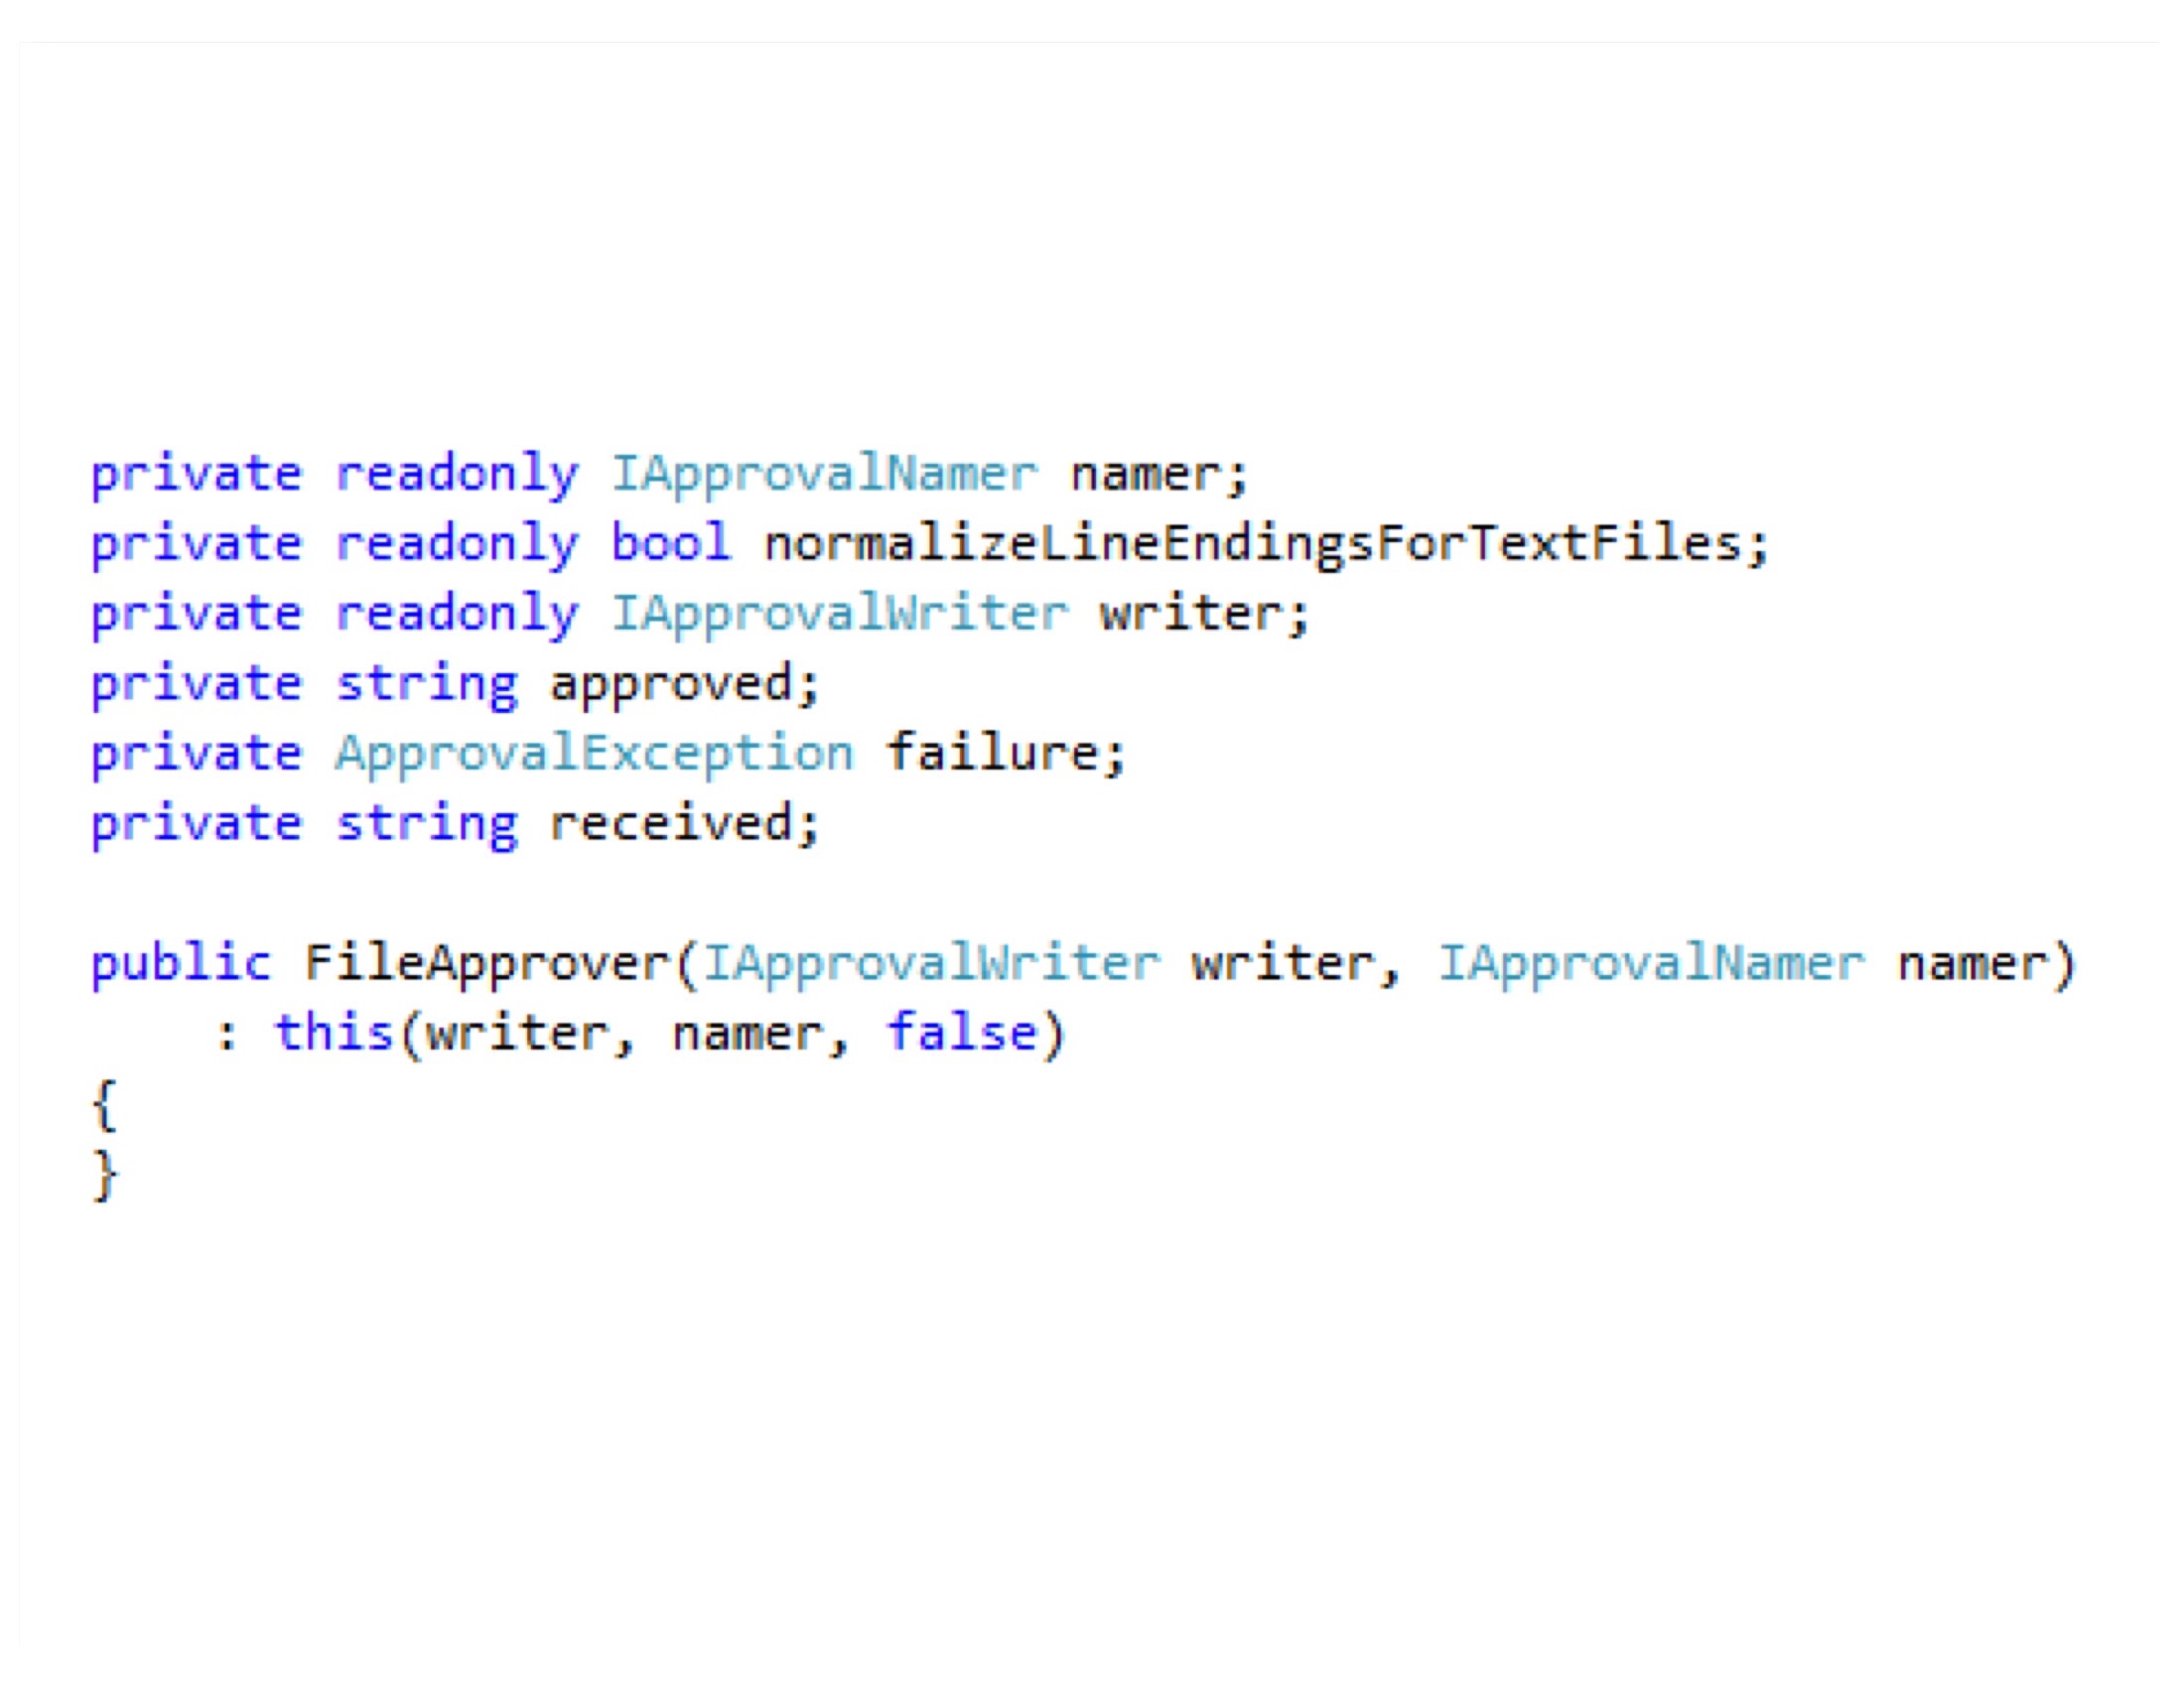 private readonly IApprovalNamer namer;
private readonly bool normalizeLineEndingsForTextFiles;
private readonly IApprovalWriter writer;
private string approved;
private ApprovalException failure;
private string received;

public FileApprover(IApprovalWriter writer, IApprovalNamer namer)
    : this(writer, namer, false)
{
}